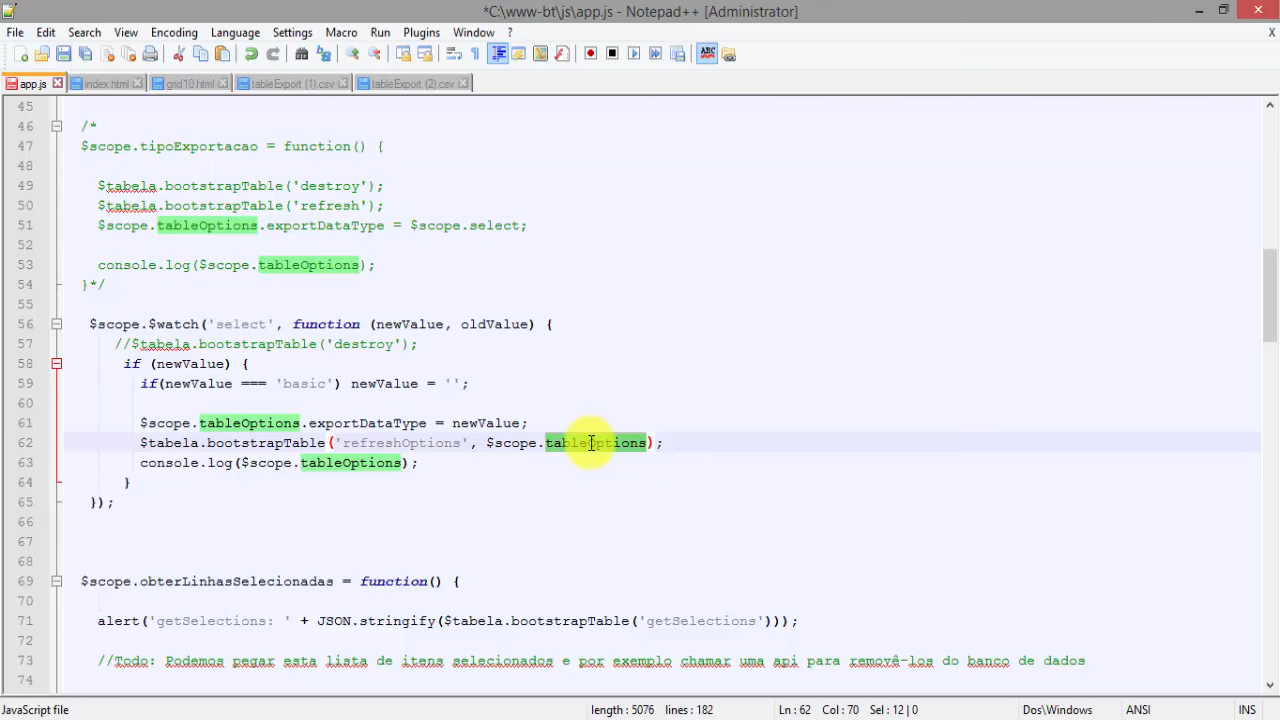 *C:\www-bt\js\app.js - Notepad++ [Administrator]
File Edit Search View Encoding Language Settings Macro Run Plugins Window ? X
app.js index.html grid10.html tableExport (1).csv tableExport (2).csv
45
46 /*
47 $scope.tipoExportacao = function() {
48
49 $tabela.bootstrapTable('destroy');
50 $tabela.bootstrapTable('refresh');
51 $scope.tableOptions.exportDataType = $scope.select;
52
53 console.log($scope.tableOptions);
54 }*/
55
56 $scope.$watch('select', function (newValue, oldValue) {
57 //$tabela.bootstrapTable('destroy');
58 if (newValue) {
59 if(newValue === 'basic') newValue = '';
60
61 $scope.tableOptions.exportDataType = newValue;
62 $tabela.bootstrapTable('refreshOptions', $scope.tableOptions);
63 console.log($scope.tableOptions);
64 }
65 });
66
67
68
69 $scope.obterLinhasSelecionadas = function() {
70
71 alert('getSelections: ' + JSON.stringify($tabela.bootstrapTable('getSelections')));
72
73 //Todo: Podemos pegar esta lista de itens selecionados e por exemplo chamar uma api para removê-los do banco de dados
74
JavaScript file length : 5076 lines : 182 Ln : 62 Col : 70 Sel : 12 | 0 Dos\Windows ANSI INS